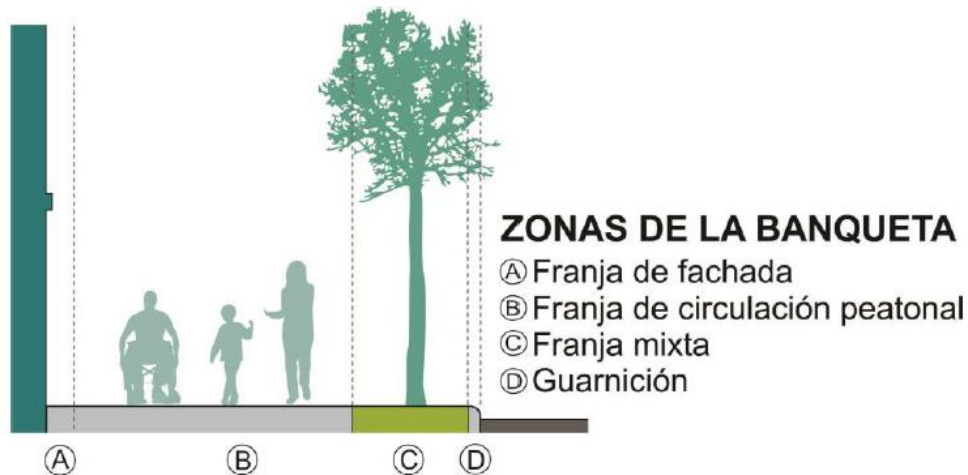 ZONAS DE LA BANQUETA
Ⓐ Franja de fachada
Ⓑ Franja de circulación peatonal
Ⓒ Franja mixta
Ⓓ Guarnición
Ⓐ Ⓑ Ⓒ Ⓓ